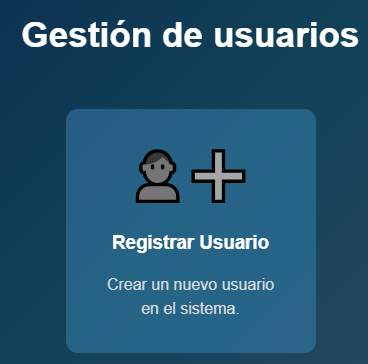 Gestión de usuarios
Registrar Usuario
Crear un nuevo usuario
en el sistema.